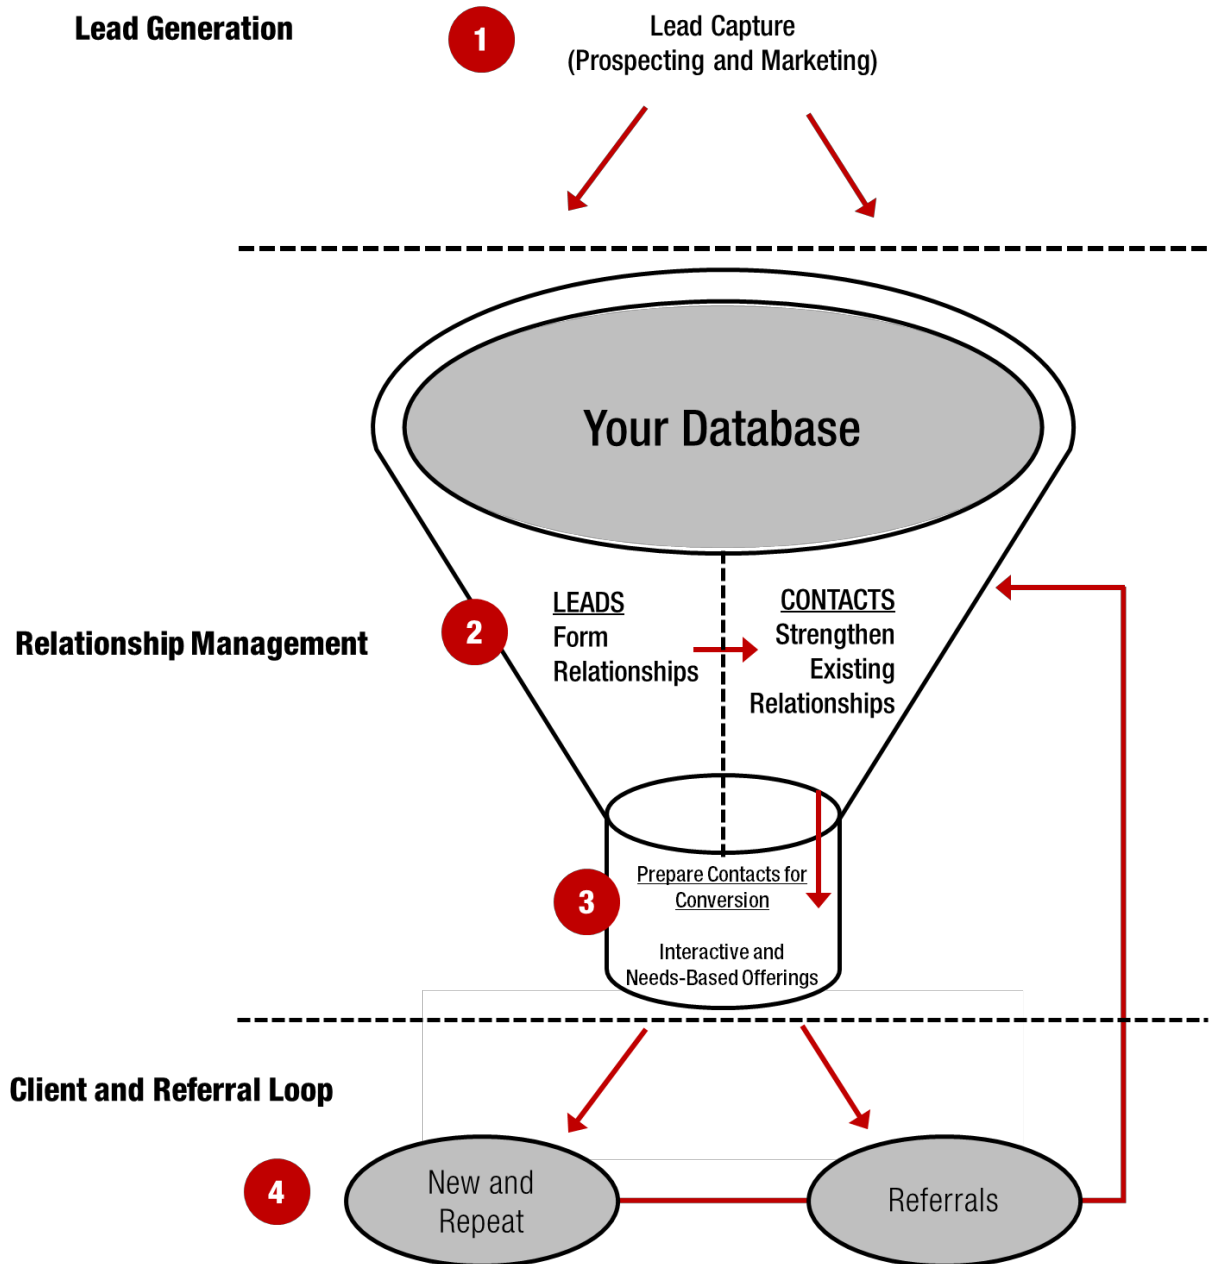 Lead Generation
1
Lead Capture
(Prospecting and Marketing)
Your Database
Relationship Management
2
LEADS
Form
Relationships
CONTACTS
Strengthen
Existing
Relationships
3
Prepare Contacts for
Conversion
Interactive and
Needs-Based Offerings
Client and Referral Loop
4
New and
Repeat
Referrals